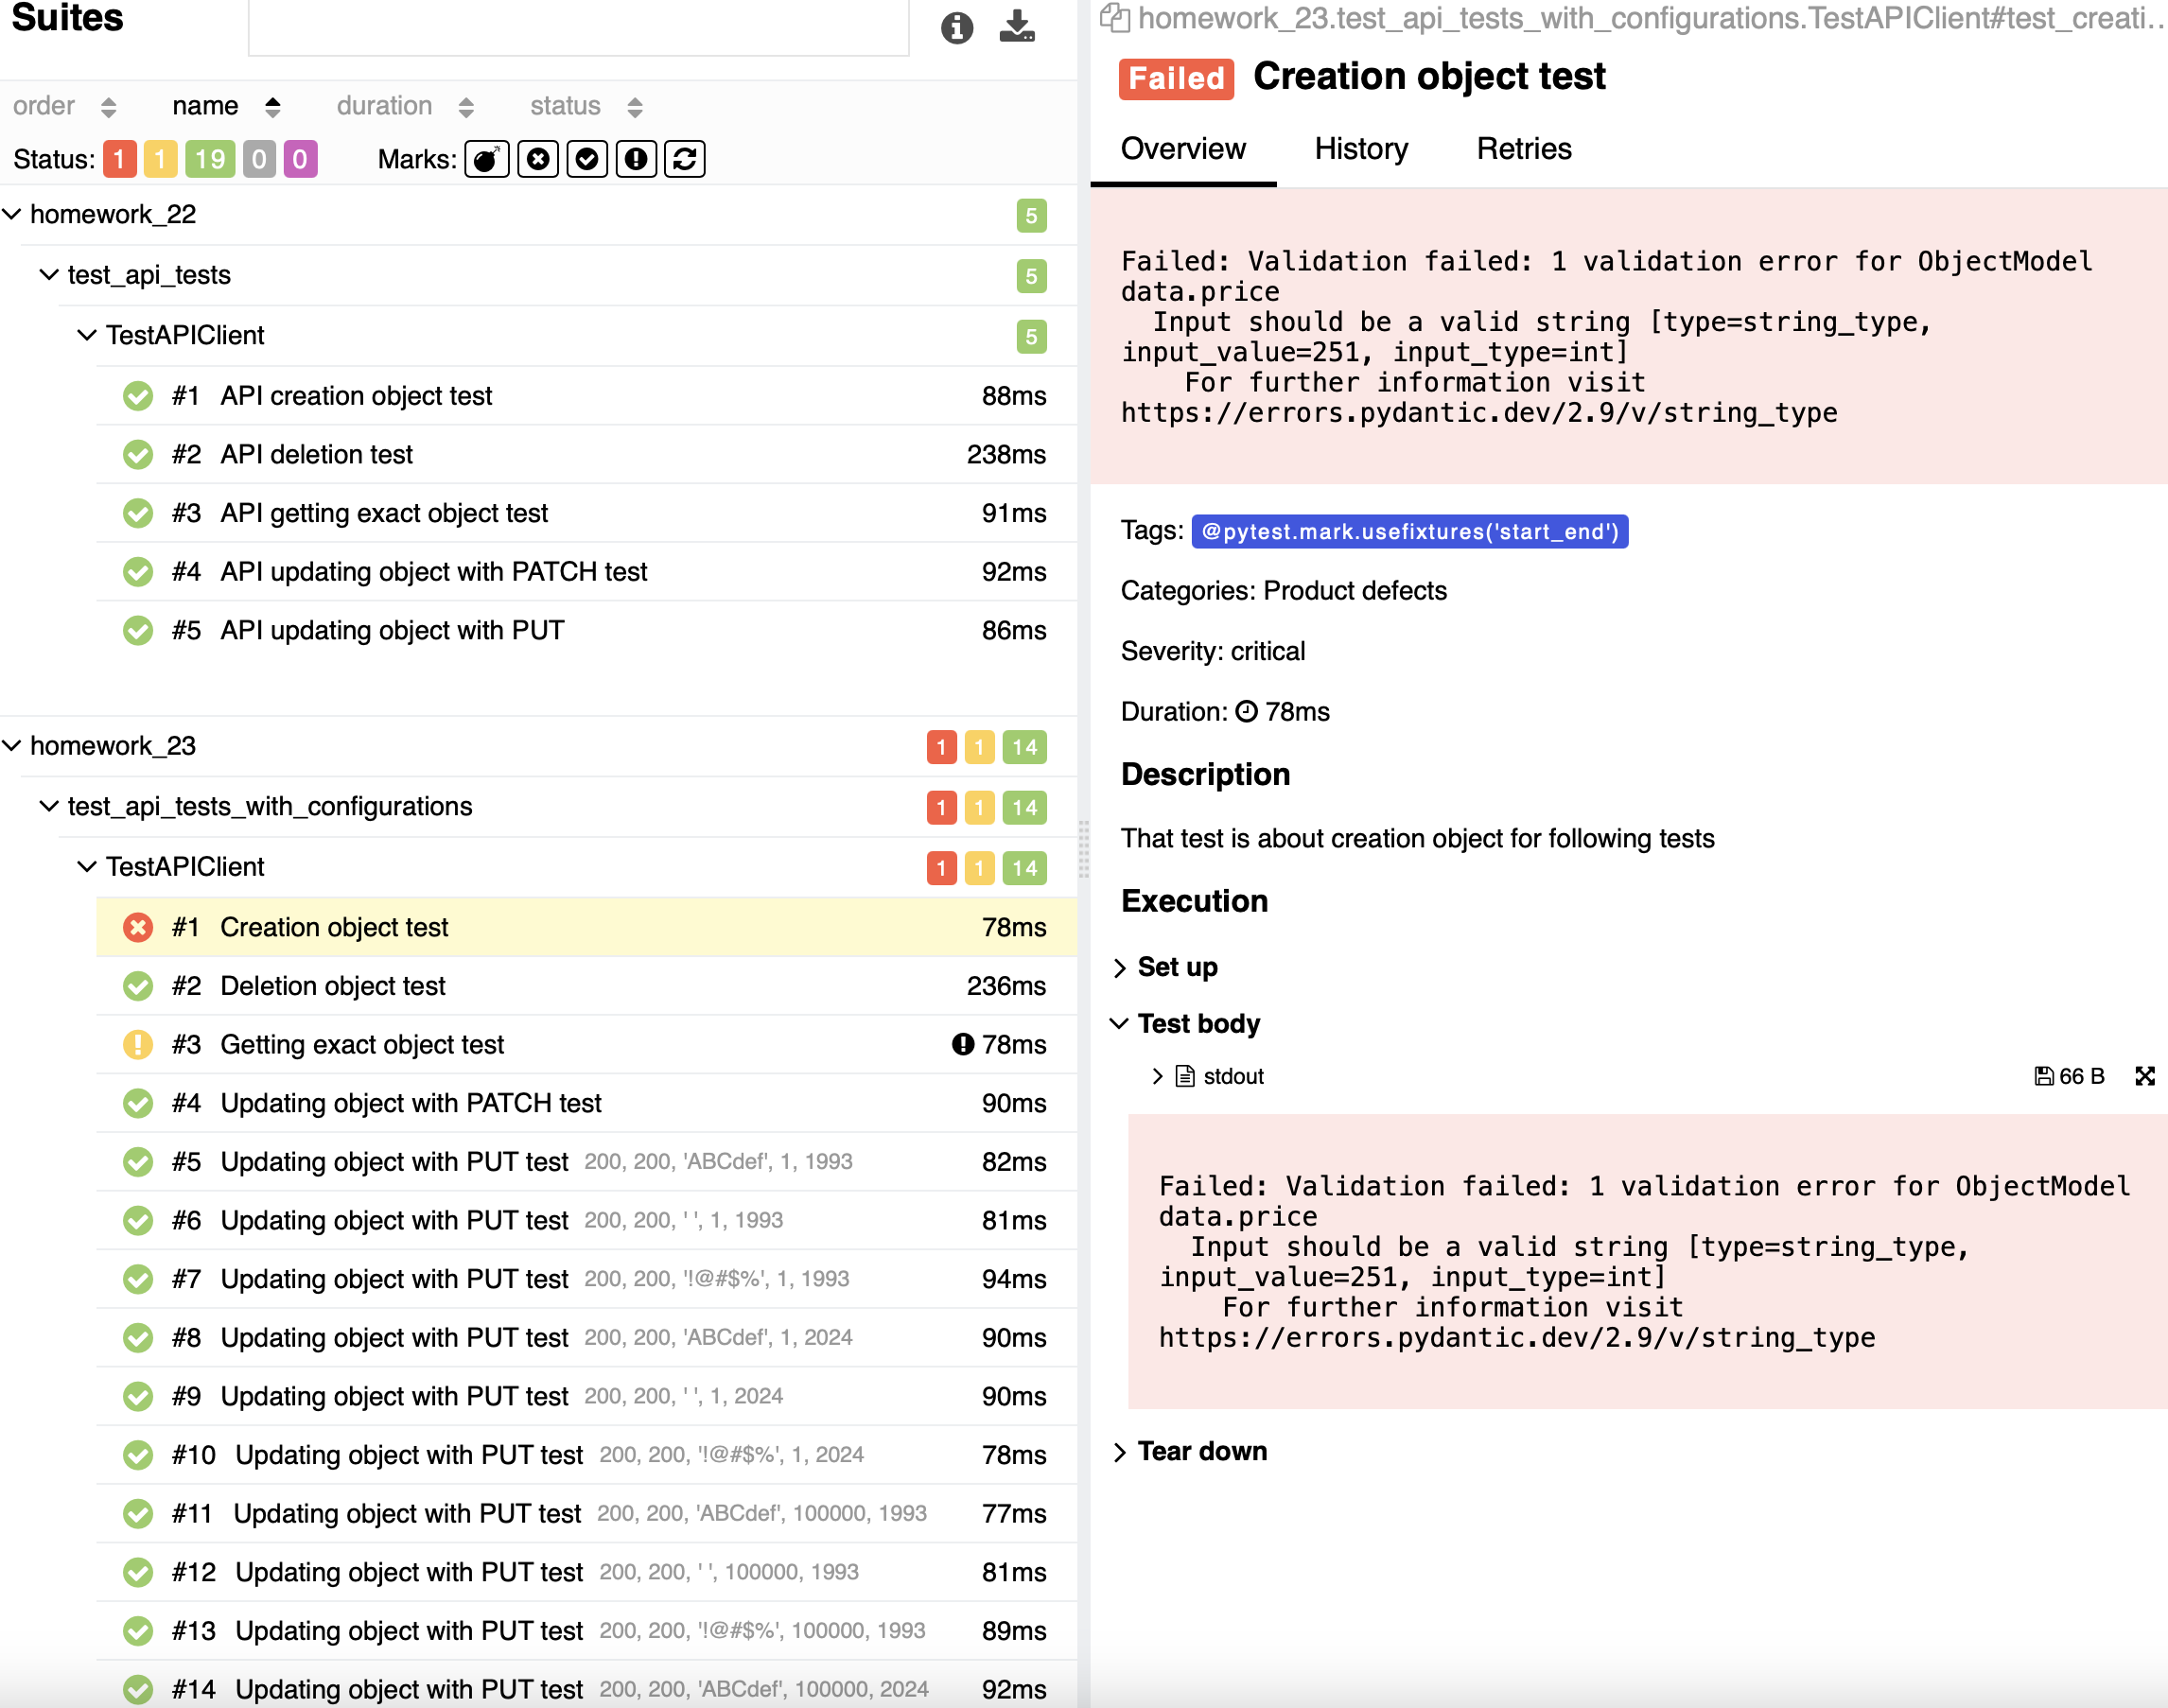 Suites
order name duration status
Status: 1 1 19 0 0 Marks:
homework_22 5
test_api_tests 5
TestAPIClient 5
#1 API creation object test 88ms
#2 API deletion test 238ms
#3 API getting exact object test 91ms
#4 API updating object with PATCH test 92ms
#5 API updating object with PUT 86ms
homework_23 1 1 14
test_api_tests_with_configurations 1 1 14
TestAPIClient 1 1 14
#1 Creation object test 78ms
#2 Deletion object test 236ms
#3 Getting exact object test 78ms
#4 Updating object with PATCH test 90ms
#5 Updating object with PUT test 200, 200, 'ABCdef', 1, 1993 82ms
#6 Updating object with PUT test 200, 200, ' ', 1, 1993 81ms
#7 Updating object with PUT test 200, 200, '!@#$%', 1, 1993 94ms
#8 Updating object with PUT test 200, 200, 'ABCdef', 1, 2024 90ms
#9 Updating object with PUT test 200, 200, ' ', 1, 2024 90ms
#10 Updating object with PUT test 200, 200, '!@#$%', 1, 2024 78ms
#11 Updating object with PUT test 200, 200, 'ABCdef', 100000, 1993 77ms
#12 Updating object with PUT test 200, 200, ' ', 100000, 1993 81ms
#13 Updating object with PUT test 200, 200, '!@#$%', 100000, 1993 89ms
#14 Updating object with PUT test 200, 200, 'ABCdef', 100000, 2024 92ms
homework_23.test_api_tests_with_configurations.TestAPIClient#test_creati...
Failed Creation object test
Overview History Retries
Failed: Validation failed: 1 validation error for ObjectModel
data.price
Input should be a valid string [type=string_type,
input_value=251, input_type=int]
For further information visit
https://errors.pydantic.dev/2.9/v/string_type
Tags: @pytest.mark.usefixtures('start_end')
Categories: Product defects
Severity: critical
Duration: 78ms
Description
That test is about creation object for following tests
Execution
Set up
Test body
stdout 66 B
Failed: Validation failed: 1 validation error for ObjectModel
data.price
Input should be a valid string [type=string_type,
input_value=251, input_type=int]
For further information visit
https://errors.pydantic.dev/2.9/v/string_type
Tear down